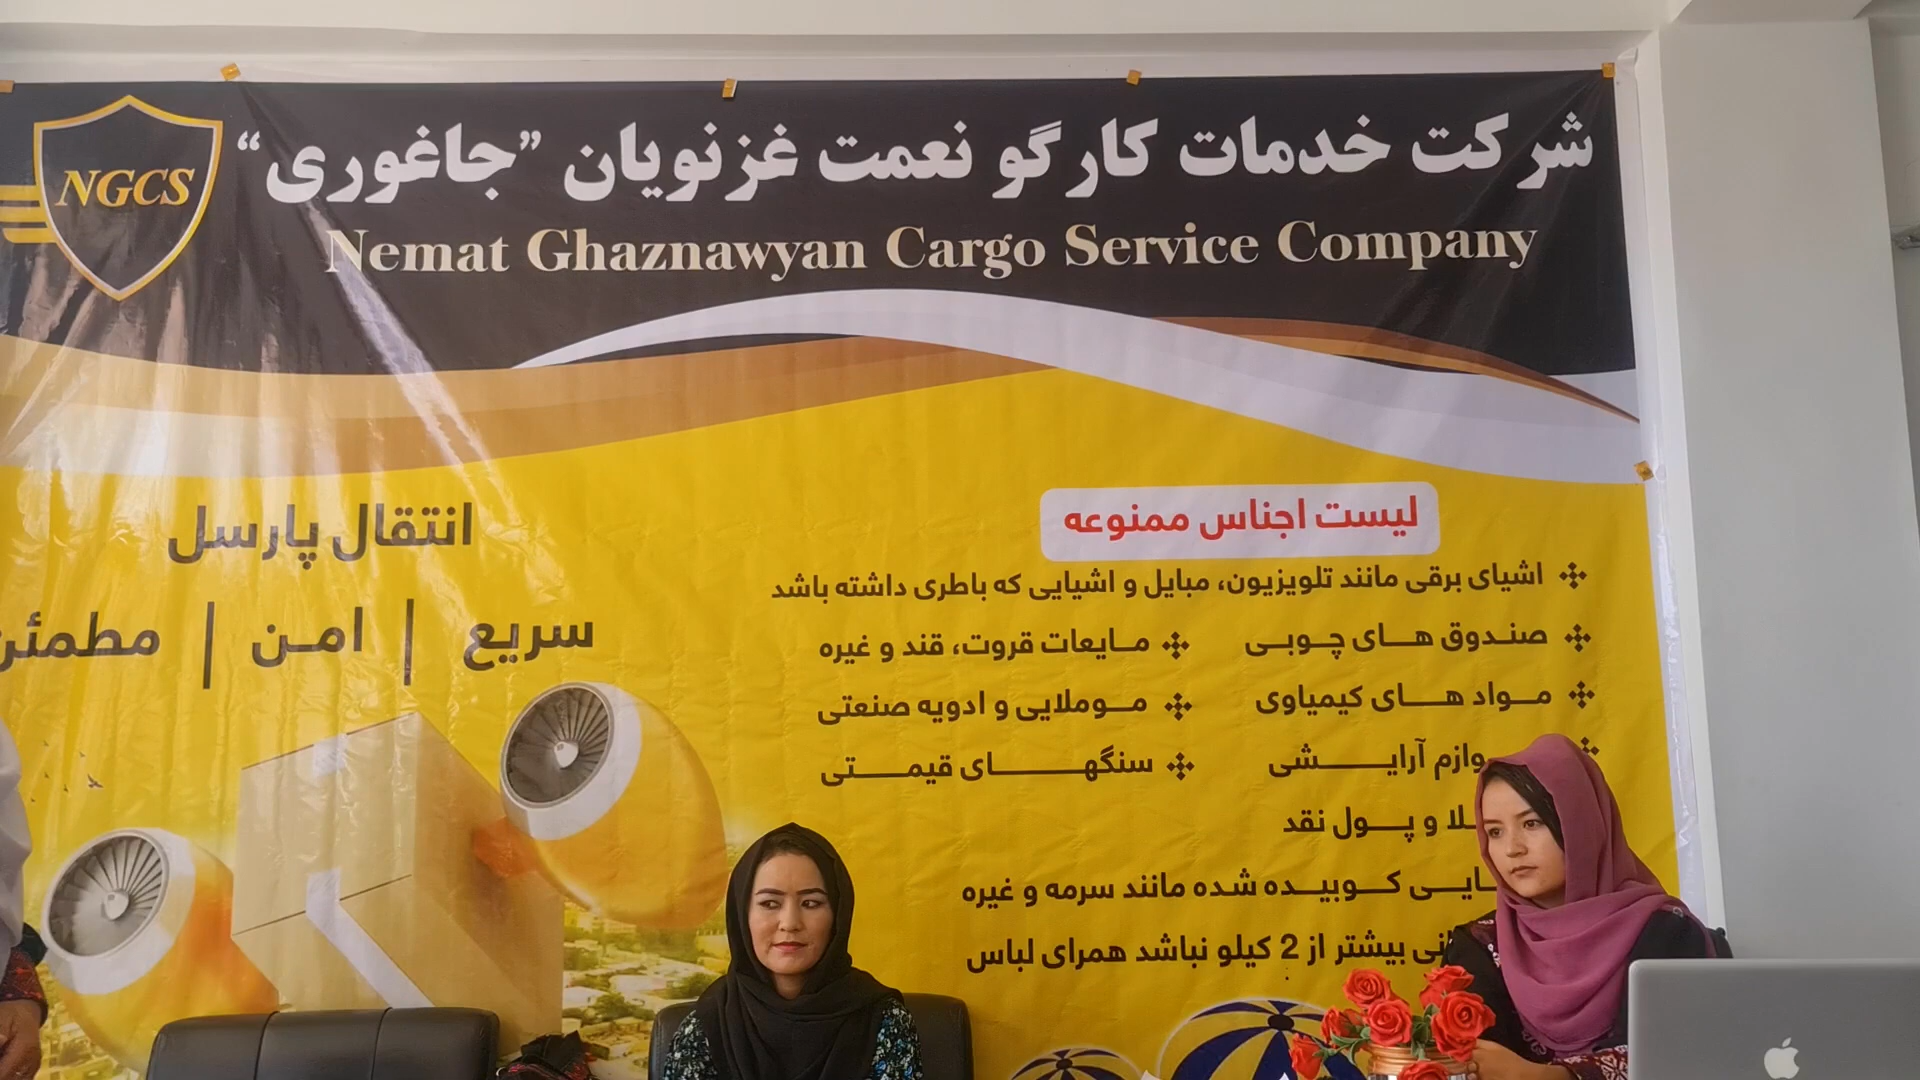 NGCS
شرکت خدمات کارگو نعمت غزنویان "جاغوری"
Nemat Ghaznawyan Cargo Service Company
انتقال پارسل
سریع | امن | مطمئن
لیست اجناس ممنوعه
اشیای برقی مانند تلویزیون، مبایل و اشیایی که باطری داشته باشد
صندوق های چوبی
مایعات قروت، قند و غیره
مواد های کیمیاوی
موملایی و ادویه صنعتی
آرایشی
سنگهای قیمتی
و پول نقد
کوبیده شده مانند سرمه و غیره
بیشتر از 2 کیلو نباشد همرای لباس